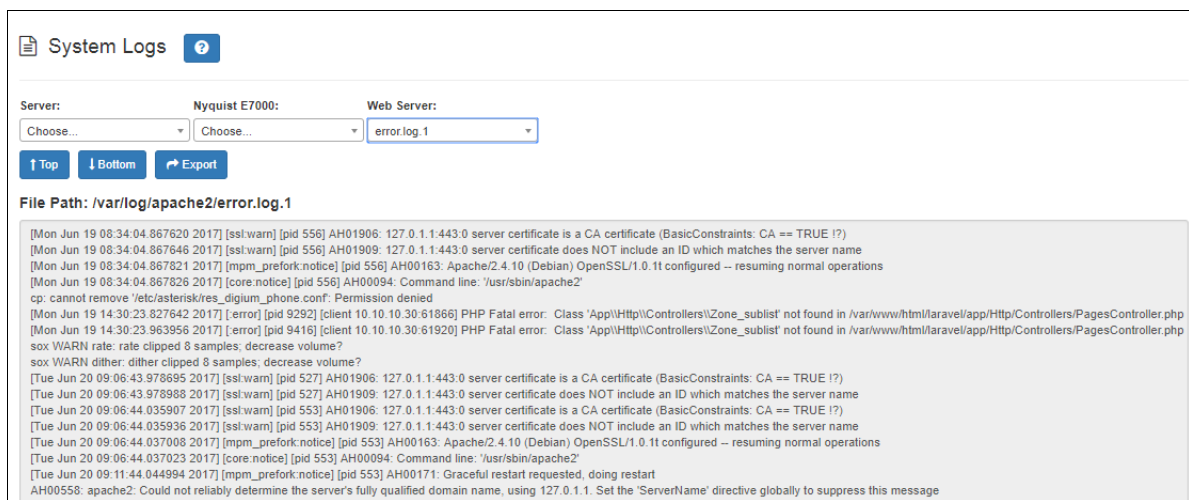 System Logs
Server: Nyquist E7000: Web Server:
Choose... Choose... error.log.1
Top Bottom Export
File Path: /var/log/apache2/error.log.1
[Mon Jun 19 08:34:04.867620 2017] [ssl:warn] [pid 556] AH01906: 127.0.1.1:443:0 server certificate is a CA certificate (BasicConstraints: CA == TRUE !?)
[Mon Jun 19 08:34:04.867646 2017] [ssl:warn] [pid 556] AH01909: 127.0.1.1:443:0 server certificate does NOT include an ID which matches the server name
[Mon Jun 19 08:34:04.867821 2017] [mpm_prefork:notice] [pid 556] AH00163: Apache/2.4.10 (Debian) OpenSSL/1.0.1t configured -- resuming normal operations
[Mon Jun 19 08:34:04.867826 2017] [core:notice] [pid 556] AH00094: Command line: '/usr/sbin/apache2'
cp: cannot remove '/etc/asterisk/res_digium_phone.conf': Permission denied
[Mon Jun 19 14:30:23.827642 2017] [:error] [pid 9292] [client 10.10.10.30:61866] PHP Fatal error:  Class 'App\\Http\\Controllers\\Zone_sublist' not found in /var/www/html/laravel/app/Http/Controllers/PagesController.php
[Mon Jun 19 14:30:23.963956 2017] [:error] [pid 9416] [client 10.10.10.30:61920] PHP Fatal error:  Class 'App\\Http\\Controllers\\Zone_sublist' not found in /var/www/html/laravel/app/Http/Controllers/PagesController.php
sox WARN rate: rate clipped 8 samples; decrease volume?
sox WARN dither: dither clipped 8 samples; decrease volume?
[Tue Jun 20 09:06:43.978695 2017] [ssl:warn] [pid 527] AH01906: 127.0.1.1:443:0 server certificate is a CA certificate (BasicConstraints: CA == TRUE !?)
[Tue Jun 20 09:06:43.978988 2017] [ssl:warn] [pid 527] AH01909: 127.0.1.1:443:0 server certificate does NOT include an ID which matches the server name
[Tue Jun 20 09:06:44.035907 2017] [ssl:warn] [pid 553] AH01906: 127.0.1.1:443:0 server certificate is a CA certificate (BasicConstraints: CA == TRUE !?)
[Tue Jun 20 09:06:44.035936 2017] [ssl:warn] [pid 553] AH01909: 127.0.1.1:443:0 server certificate does NOT include an ID which matches the server name
[Tue Jun 20 09:06:44.037008 2017] [mpm_prefork:notice] [pid 553] AH00163: Apache/2.4.10 (Debian) OpenSSL/1.0.1t configured -- resuming normal operations
[Tue Jun 20 09:06:44.037023 2017] [core:notice] [pid 553] AH00094: Command line: '/usr/sbin/apache2'
[Tue Jun 20 09:11:44.044994 2017] [mpm_prefork:notice] [pid 553] AH00171: Graceful restart requested, doing restart
AH00558: apache2: Could not reliably determine the server's fully qualified domain name, using 127.0.1.1. Set the 'ServerName' directive globally to suppress this message